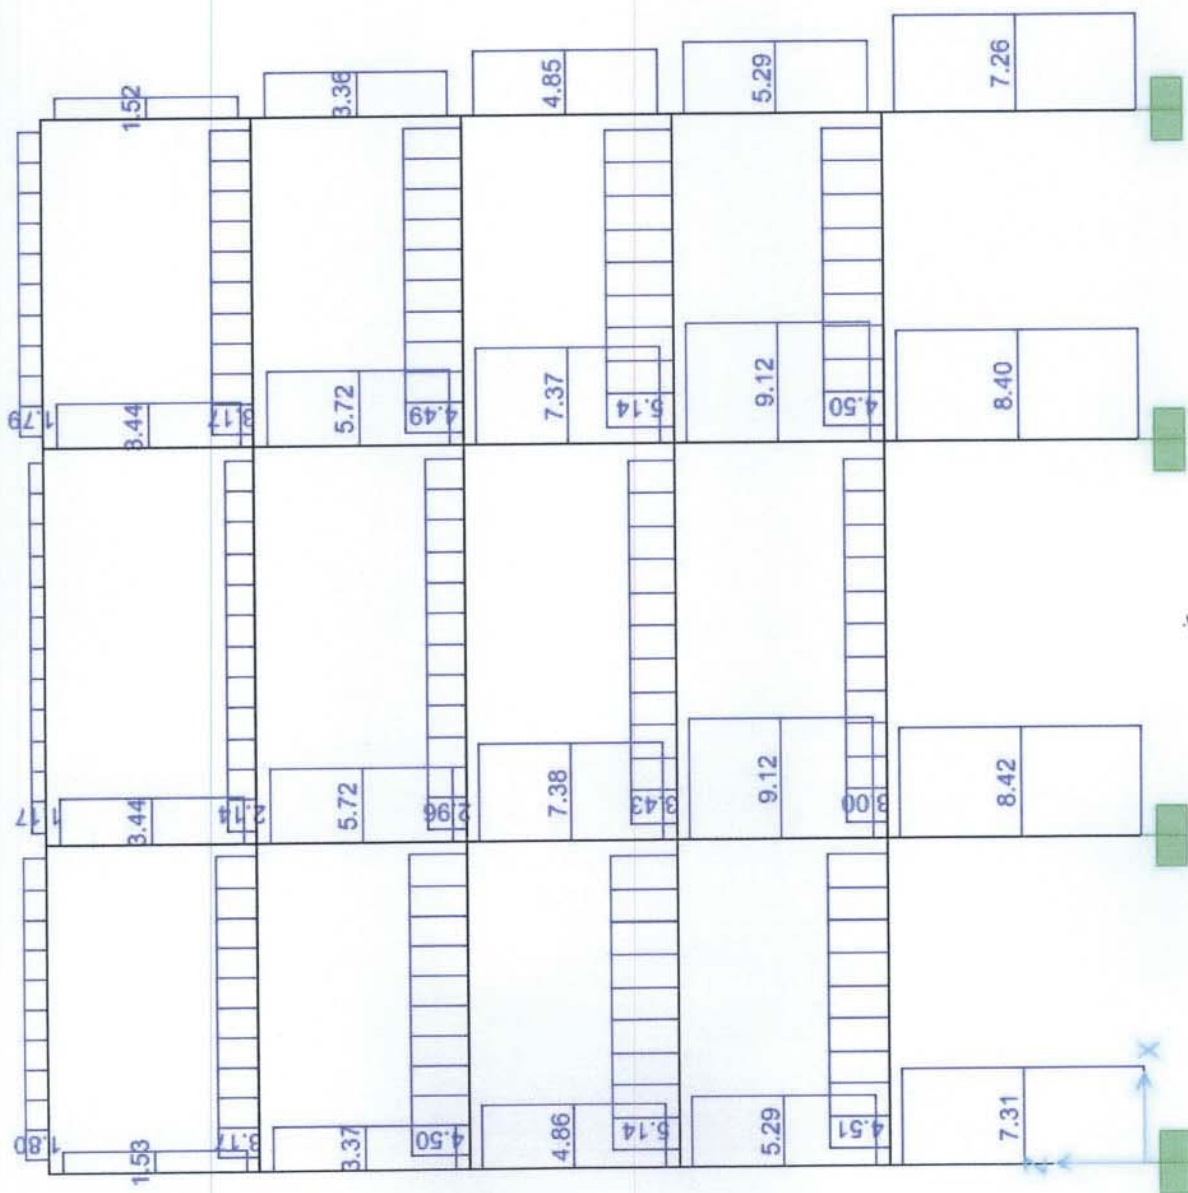 1.80 1.17 1.79
1.53 3.44 3.44 1.52
3.17 2.14 3.17
3.37 5.72 5.72 3.36
4.50 2.96 4.49
4.86 7.38 7.37 4.85
5.14 3.43 5.14
5.29 9.12 9.12 5.29
4.51 3.00 4.50
7.31 8.42 8.40 7.26
Z
X